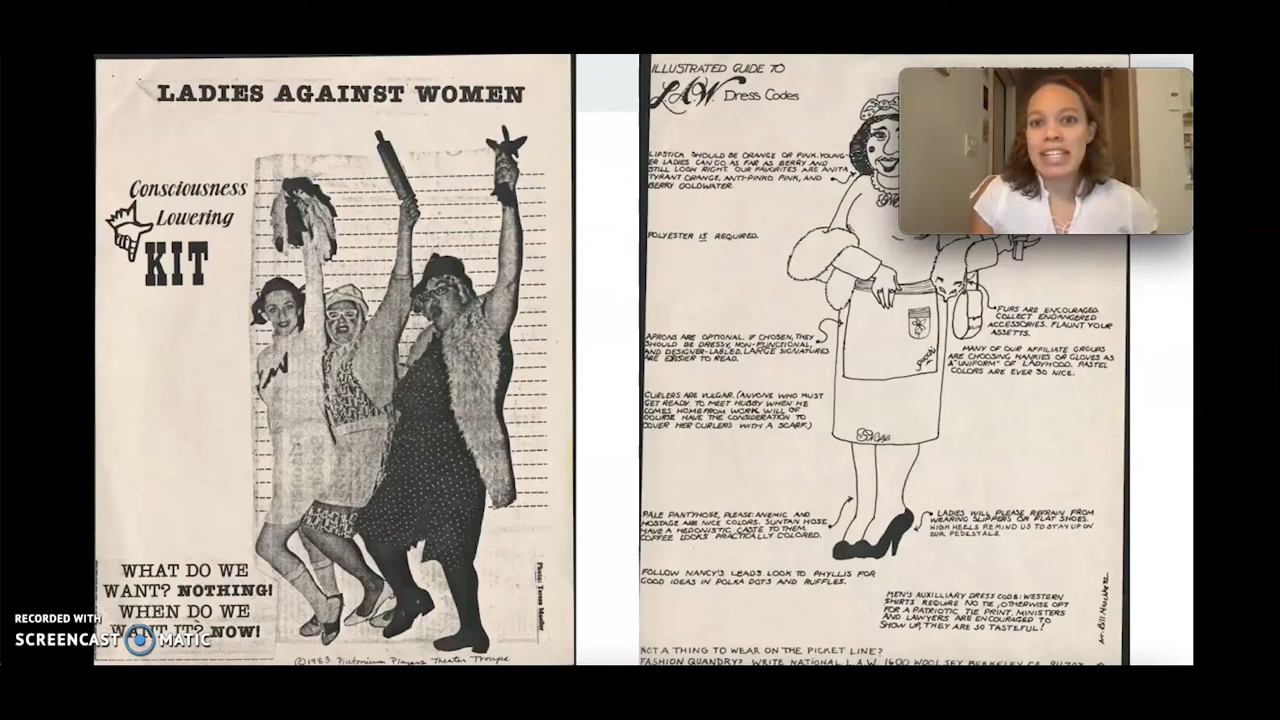 LADIES AGAINST WOMEN
Consciousness
Lowering
KIT
WHAT DO WE
WANT? NOTHING!
WHEN DO WE
WANT IT? NOW!
Photo: Teresa Mueller
©1983 Plutonium Players Theater Troupe
ILLUSTRATED GUIDE TO
L.A.W. Dress Codes
LIPSTICK SHOULD BE ORANGE OR PINK. YOUNG-
ER LADIES CAN GO AS FAR AS BERRY AND
STILL LOOK RIGHT. OUR FAVORITES ARE ANITA
TYRANT ORANGE, ANTI-PINKO PINK, AND
BERRY GOLDWATER.
POLYESTER IS REQUIRED.
APRONS ARE OPTIONAL. IF CHOSEN, THEY
SHOULD BE DRESSY, NON-FUNCTIONAL,
AND DESIGNER-LABLED. LARGE SIGNATURES
ARE EASIER TO READ.
CURLERS ARE VULGAR. (ANYONE WHO MUST
GET READY TO MEET HUBBY WHEN HE
COMES HOME FROM WORK WILL OF
COURSE HAVE THE CONSIDERATION TO
COVER HER CURLERS WITH A SCARF.)
PALE PANTYHOSE, PLEASE: ANEMIC AND
HOSTAGE ARE NICE COLORS. SUNTAN HOSE
HAVE A HEDONISTIC CASTE TO THEM.
COFFEE LOOKS PRACTICALLY COLORED.
FOLLOW NANCY'S LEADS LOOK TO PHYLLIS FOR
GOOD IDEAS IN POLKA DOTS AND RUFFLES.
FURS ARE ENCOURAGED.
COLLECT ENDANGERED
ACCESSORIES. FLAUNT YOUR
ASSETTS.
MANY OF OUR AFFILIATE GROUPS
ARE CHOOSING HANKIES OR GLOVES AS
A "UNIFORM" OF LADYHOOD. PASTEL
COLORS ARE EVER SO NICE.
LADIES WILL PLEASE REFRAIN FROM
WEARING SLIPPERS OR FLAT SHOES.
HIGH HEELS REMIND US TO STAY UP ON
OUR PEDESTALS.
MEN'S AUXILLIARY DRESS CODE: WESTERN
SHIRTS REQUIRE NO TIE, OTHERWISE OPT
FOR A PATRIOTIC TIE PRINT. MINISTERS
AND LAWYERS ARE ENCOURAGED TO
SHOW UP, THEY ARE SO TASTEFUL!
NOT A THING TO WEAR ON THE PICKET LINE?
FASHION QUANDRY? WRITE NATIONAL L.A.W. 1600 WOOLSEY BERKELEY CA.
RECORDED WITH
SCREENCAST MATIC